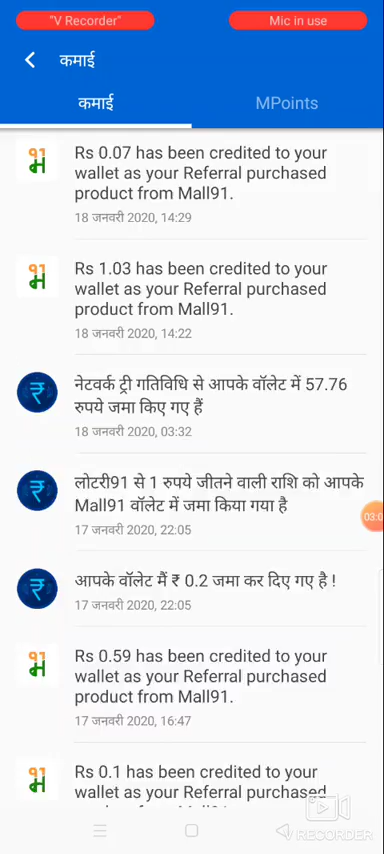 "V Recorder"
Mic in use
कमाई
कमाई
MPoints
Rs 0.07 has been credited to your
wallet as your Referral purchased
product from Mall91.
18 जनवरी 2020, 14:29
Rs 1.03 has been credited to your
wallet as your Referral purchased
product from Mall91.
18 जनवरी 2020, 14:22
नेटवर्क ट्री गतिविधि से आपके वॉलेट में 57.76
रुपये जमा किए गए हैं
18 जनवरी 2020, 03:32
लोटरी91 से 1 रुपये जीतने वाली राशि को आपके
Mall91 वॉलेट में जमा किया गया है
17 जनवरी 2020, 22:05
आपके वॉलेट मैं ₹ 0.2 जमा कर दिए गए है !
17 जनवरी 2020, 22:05
Rs 0.59 has been credited to your
wallet as your Referral purchased
product from Mall91.
17 जनवरी 2020, 16:47
Rs 0.1 has been credited to your
wallet as your Referral purchased
RECORDER